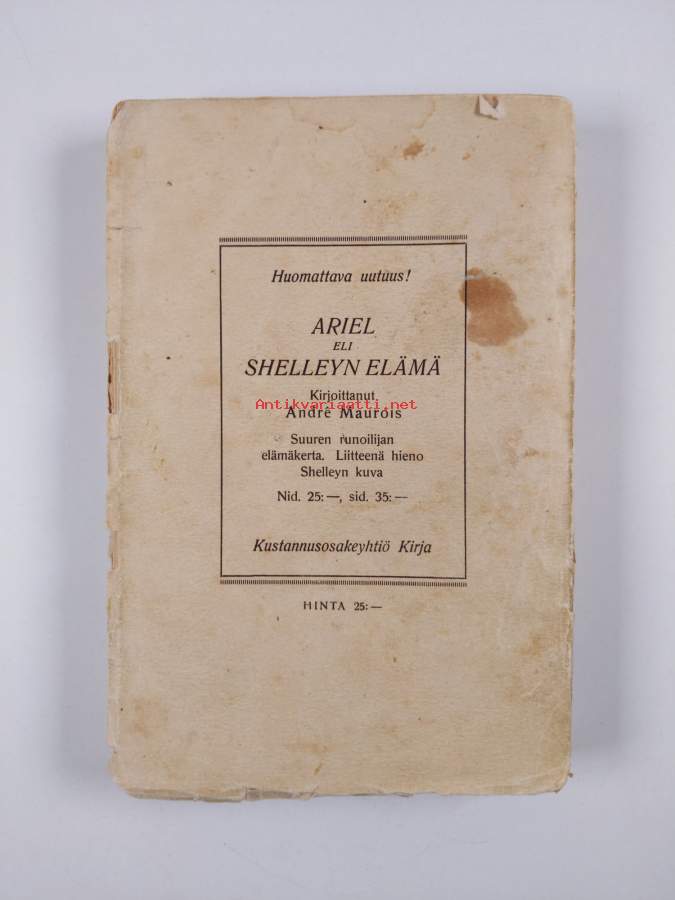 Huomattava uutuus!
ARIEL
ELI
SHELLEYN ELÄMÄ
Kirjoittanut
Antikvariaatti.net
André Maurois
Suuren runoilijan
elämäkerta. Liitteenä hieno
Shelleyn kuva
Nid. 25:—, sid. 35:—
Kustannusosakeyhtiö Kirja
HINTA 25:—